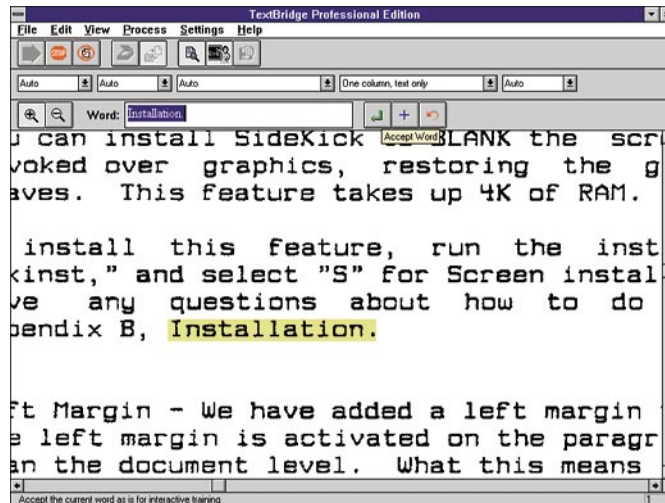 TextBridge Professional Edition
File Edit View Process Settings Help
Auto Auto Auto One column, text only Auto
Word: Installation.
can install SideKick BLANK the scr
voked over graphics, restoring the g
aves. This feature takes up 4K of RAM.
install this feature, run the inst
kinst," and select "S" for Screen instal
ve any questions about how to do
pendix B, Installation.
ft Margin - We have added a left margin
e left margin is activated on the paragr
an the document level. What this means
Accept Word
Accept the current word as is for interactive training
1